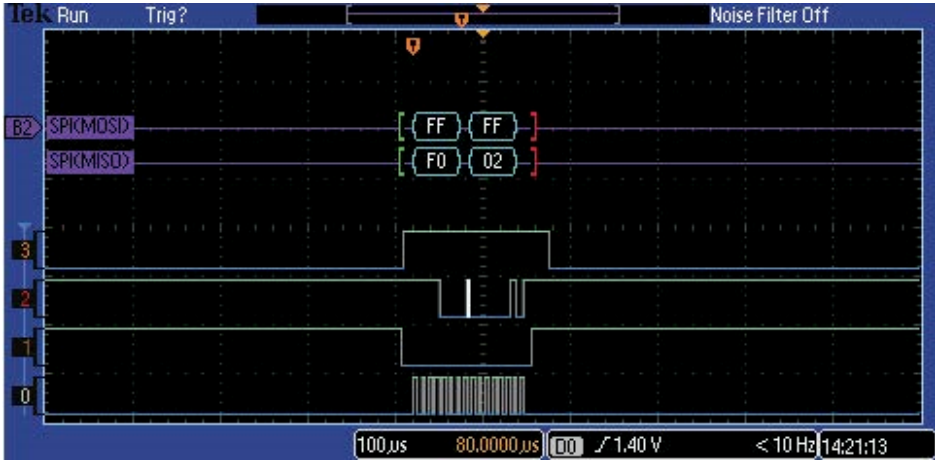 Tek Run Trig? Noise Filter Off
B2 SPI(MOSI) FF FF
SPI(MISO) F0 02
3
2
1
0
100µs 80.0000µs D0 1.40 V <10 Hz 14:21:13